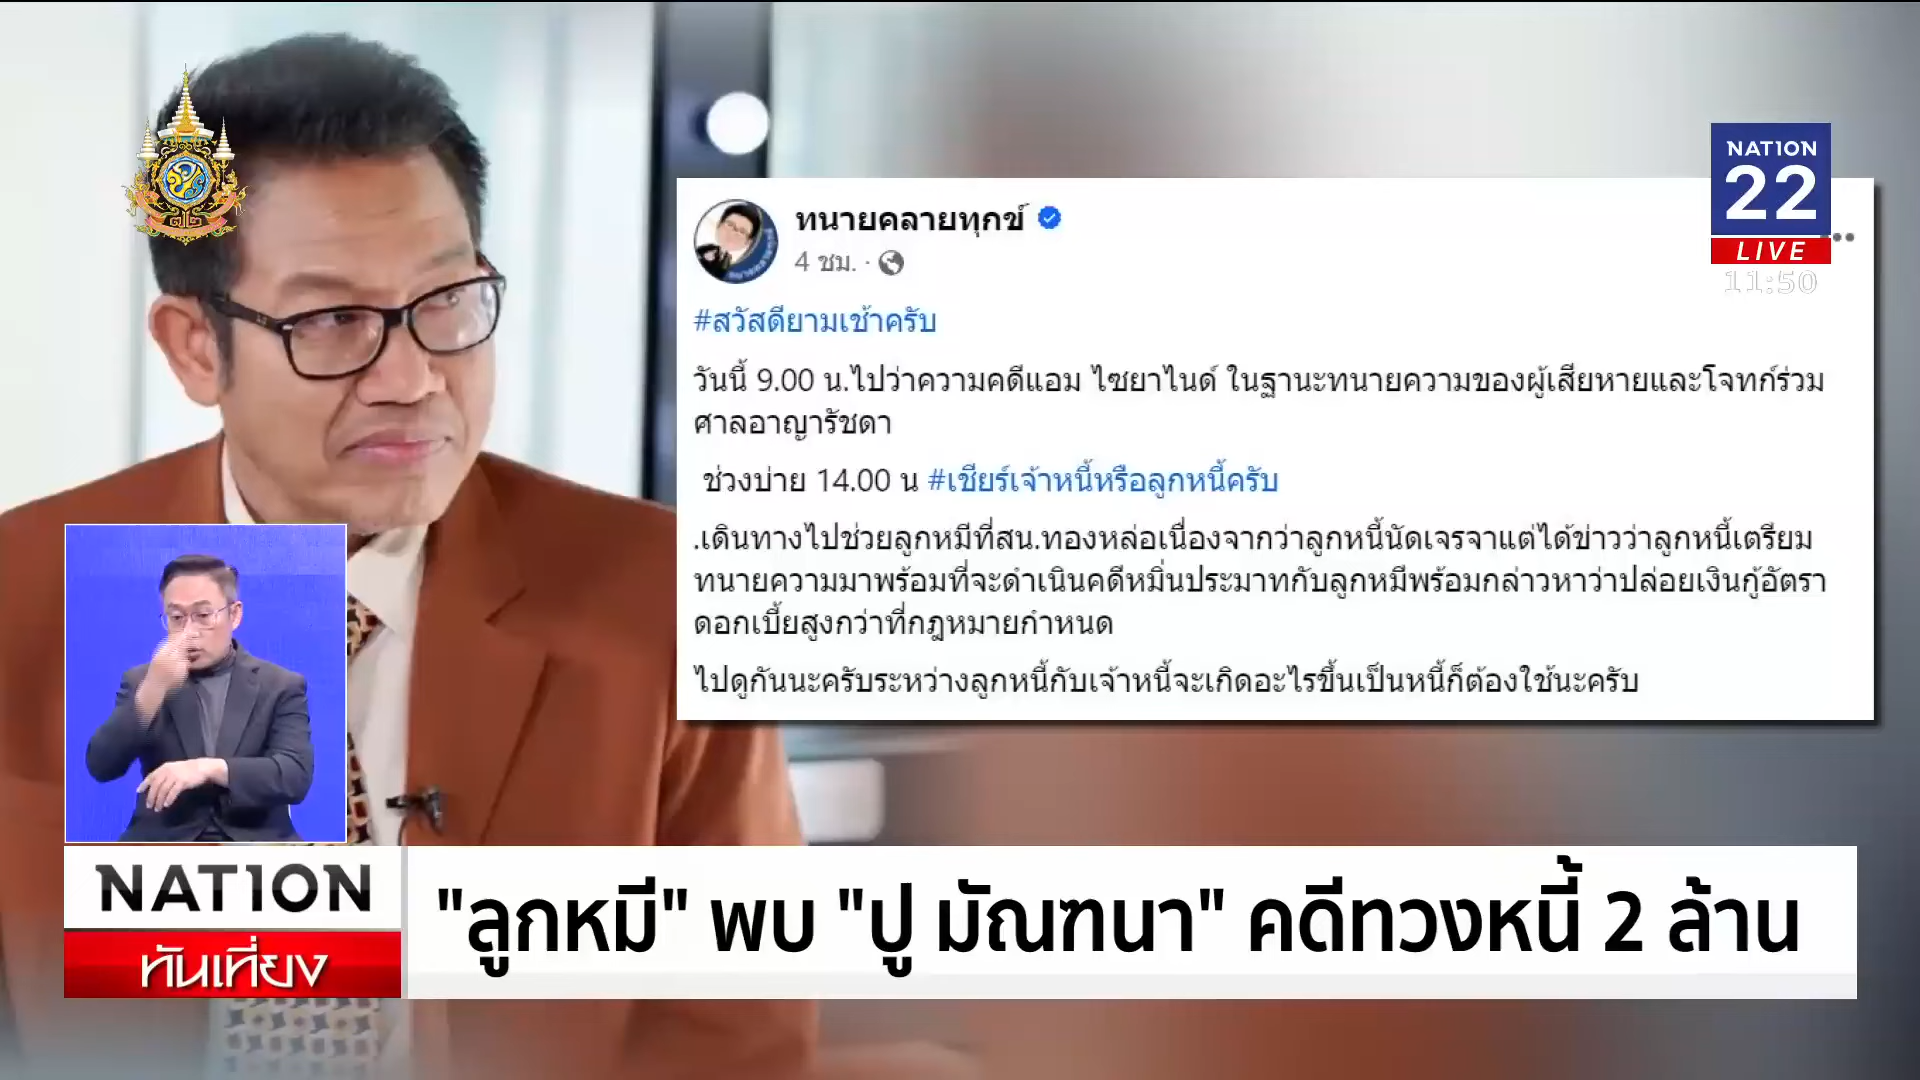 NATION
22
LIVE
11:50
ทนายคลายทุกข์
4 ชม. ·
#สวัสดียามเช้าครับ
วันนี้ 9.00 น.ไปว่าความคดีแอม ไซยาไนด์ ในฐานะทนายความของผู้เสียหายและโจทก์ร่วม
ศาลอาญารัชดา
ช่วงบ่าย 14.00 น #เชียร์เจ้าหนี้หรือลูกหนี้ครับ
.เดินทางไปช่วยลูกหมีที่สน.ทองหล่อเนื่องจากว่าลูกหนี้นัดเจรจาแต่ได้ข่าวว่าลูกหนี้เตรียม
ทนายความมาพร้อมที่จะดำเนินคดีหมิ่นประมาทกับลูกหมีพร้อมกล่าวหาว่าปล่อยเงินกู้อัตรา
ดอกเบี้ยสูงกว่าที่กฎหมายกำหนด
ไปดูกันนะครับระหว่างลูกหนี้กับเจ้าหนี้จะเกิดอะไรขึ้นเป็นหนี้ก็ต้องใช้นะครับ
NATION
ทันเที่ยง
"ลูกหมี" พบ "ปู มัณฑนา" คดีทวงหนี้ 2 ล้าน